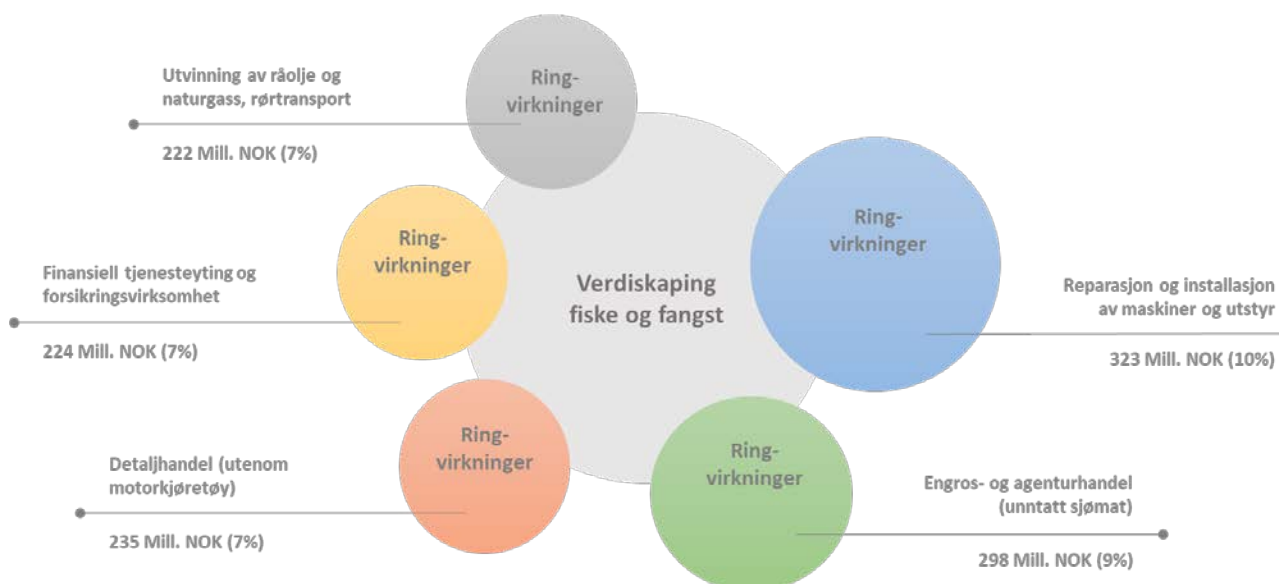 Utvinning av råolje og
naturgass, rørtransport
222 Mill. NOK (7%)
Ring-
virkninger
Ring-
virkninger
Finansiell tjenesteyting og
forsikringsvirksomhet
224 Mill. NOK (7%)
Ring-
virkninger
Verdiskaping
fiske og fangst
Reparasjon og installasjon
av maskiner og utstyr
323 Mill. NOK (10%)
Detaljhandel (utenom
motorkjøretøy)
235 Mill. NOK (7%)
Ring-
virkninger
Ring-
virkninger
Engros- og agenturhandel
(unntatt sjømat)
298 Mill. NOK (9%)